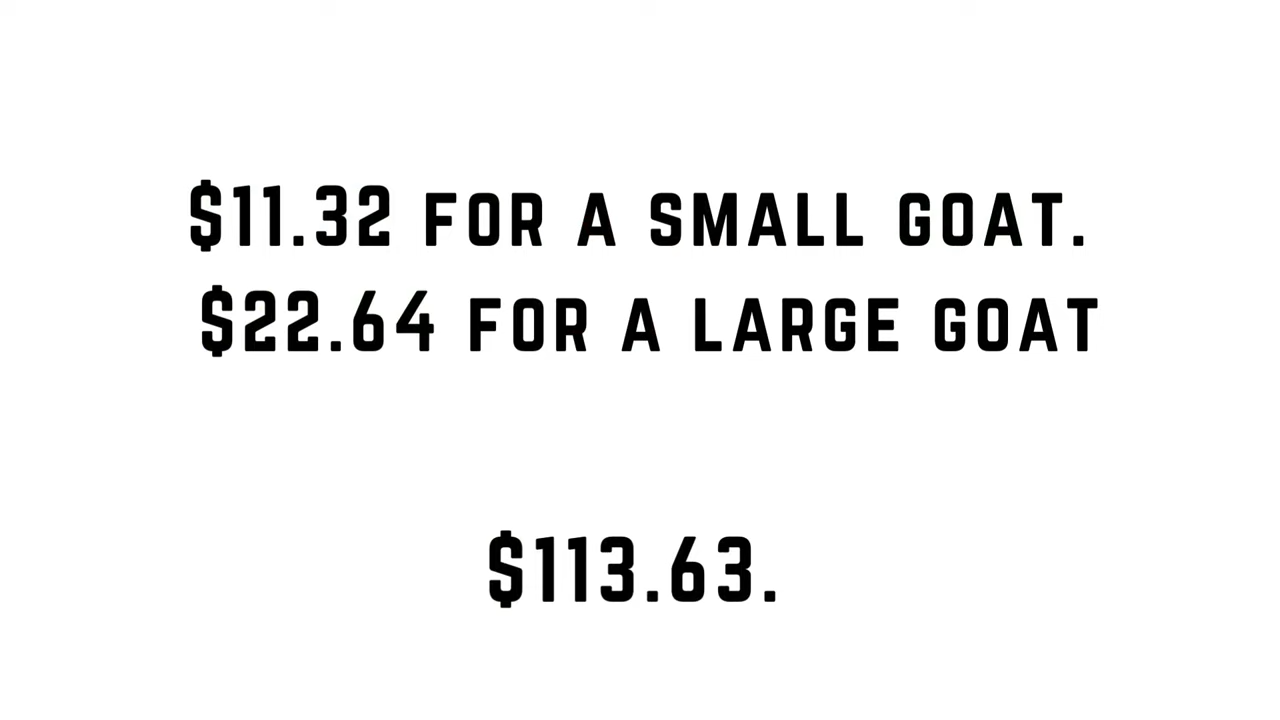 $11.32 FOR A SMALL GOAT.
$22.64 FOR A LARGE GOAT
$113.63.